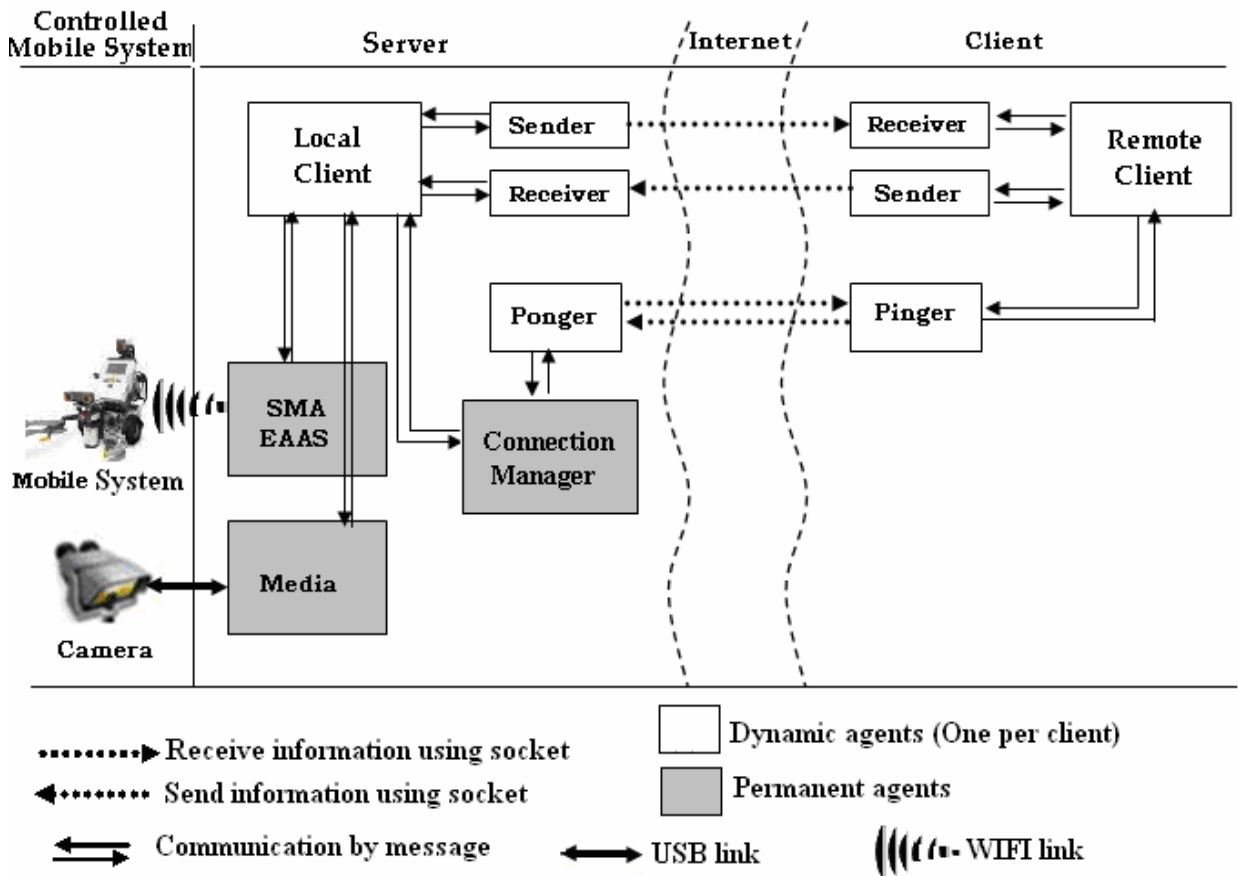 Controlled
Mobile System
Server
Internet
Client
Local
Client
Sender
Receiver
Receiver
Sender
Remote
Client
Ponger
Pinger
SMA
EAAS
Connection
Manager
Mobile System
Media
Camera
Receive information using socket
Send information using socket
Communication by message
USB link
WIFI link
Dynamic agents (One per client)
Permanent agents